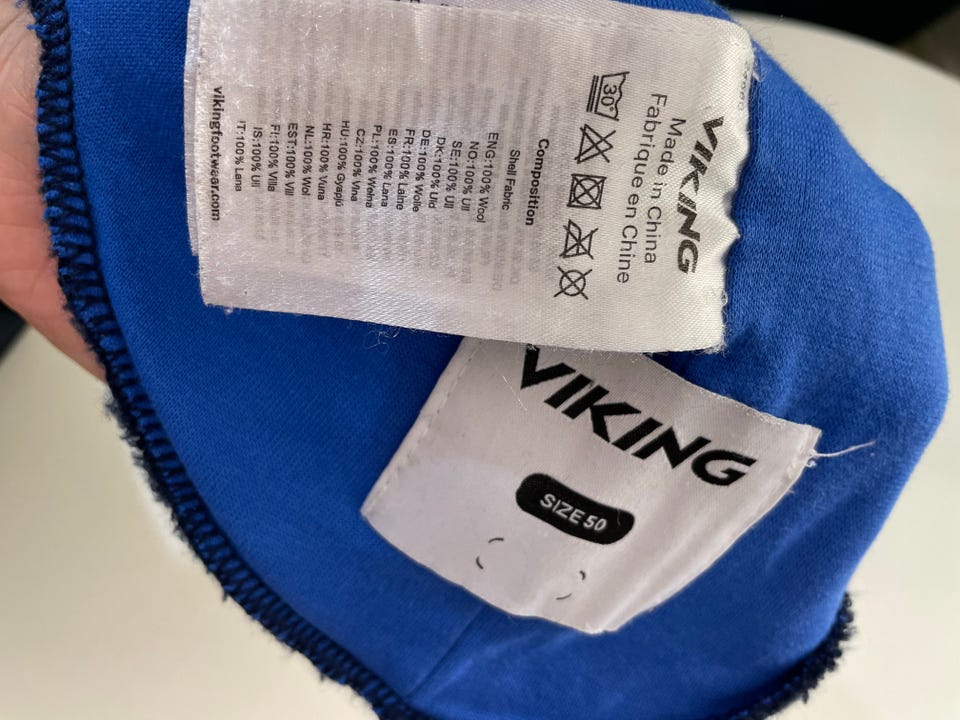 VIKING
Made in China
Fabrique en Chine
30°
Composition
Shell Fabric
ENG:100% Wool
NO:100% Ull
SE:100% Ull
DK:100% Uld
DE:100% Wolle
FR:100% Laine
ES:100% Lana
PL:100% Wełna
CZ:100% Vlna
HU:100% Gyapjú
HR:100% Vuna
NL:100% Wol
EST:100% Vill
FI:100% Villa
IS:100% Ull
IT:100% Lana
vikingfootwear.com
VIKING
SIZE 50